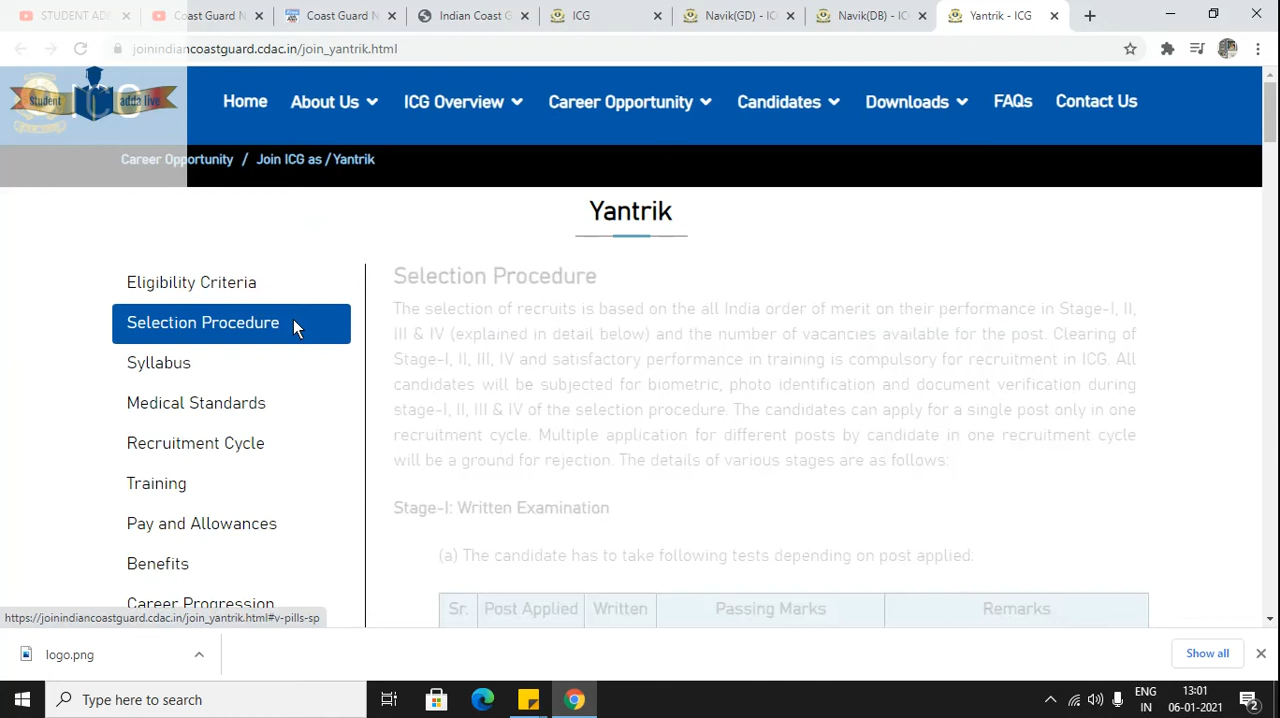 STUDENT AD
Coast Guard N
Coast Guard N
Indian Coast G
ICG
Navik(GD) - IC
Navik(DB) - IC
Yantrik - ICG
joinindiancoastguard.cdac.in/join_yantrik.html
Student adda live
ICG
Home
About Us
ICG Overview
Career Opportunity
Candidates
Downloads
FAQs
Contact Us
Career Opportunity / Join ICG as / Yantrik
Yantrik
Eligibility Criteria
Selection Procedure
Syllabus
Medical Standards
Recruitment Cycle
Training
Pay and Allowances
Benefits
Career Progression
Selection Procedure
The selection of recruits is based on the all India order of merit on their performance in Stage-I, II,
III & IV (explained in detail below) and the number of vacancies available for the post. Clearing of
Stage-I, II, III, IV and satisfactory performance in training is compulsory for recruitment in ICG. All
candidates will be subjected for biometric, photo identification and document verification during
stage-I, II, III & IV of the selection procedure. The candidates can apply for a single post only in one
recruitment cycle. Multiple application for different posts by candidate in one recruitment cycle
will be a ground for rejection. The details of various stages are as follows:
Stage-I: Written Examination
(a) The candidate has to take following tests depending on post applied:
Sr. Post Applied Written Passing Marks Remarks
https://joinindiancoastguard.cdac.in/join_yantrik.html#v-pills-sp
logo.png
Show all
Type here to search
ENG
IN
13:01
06-01-2021
2